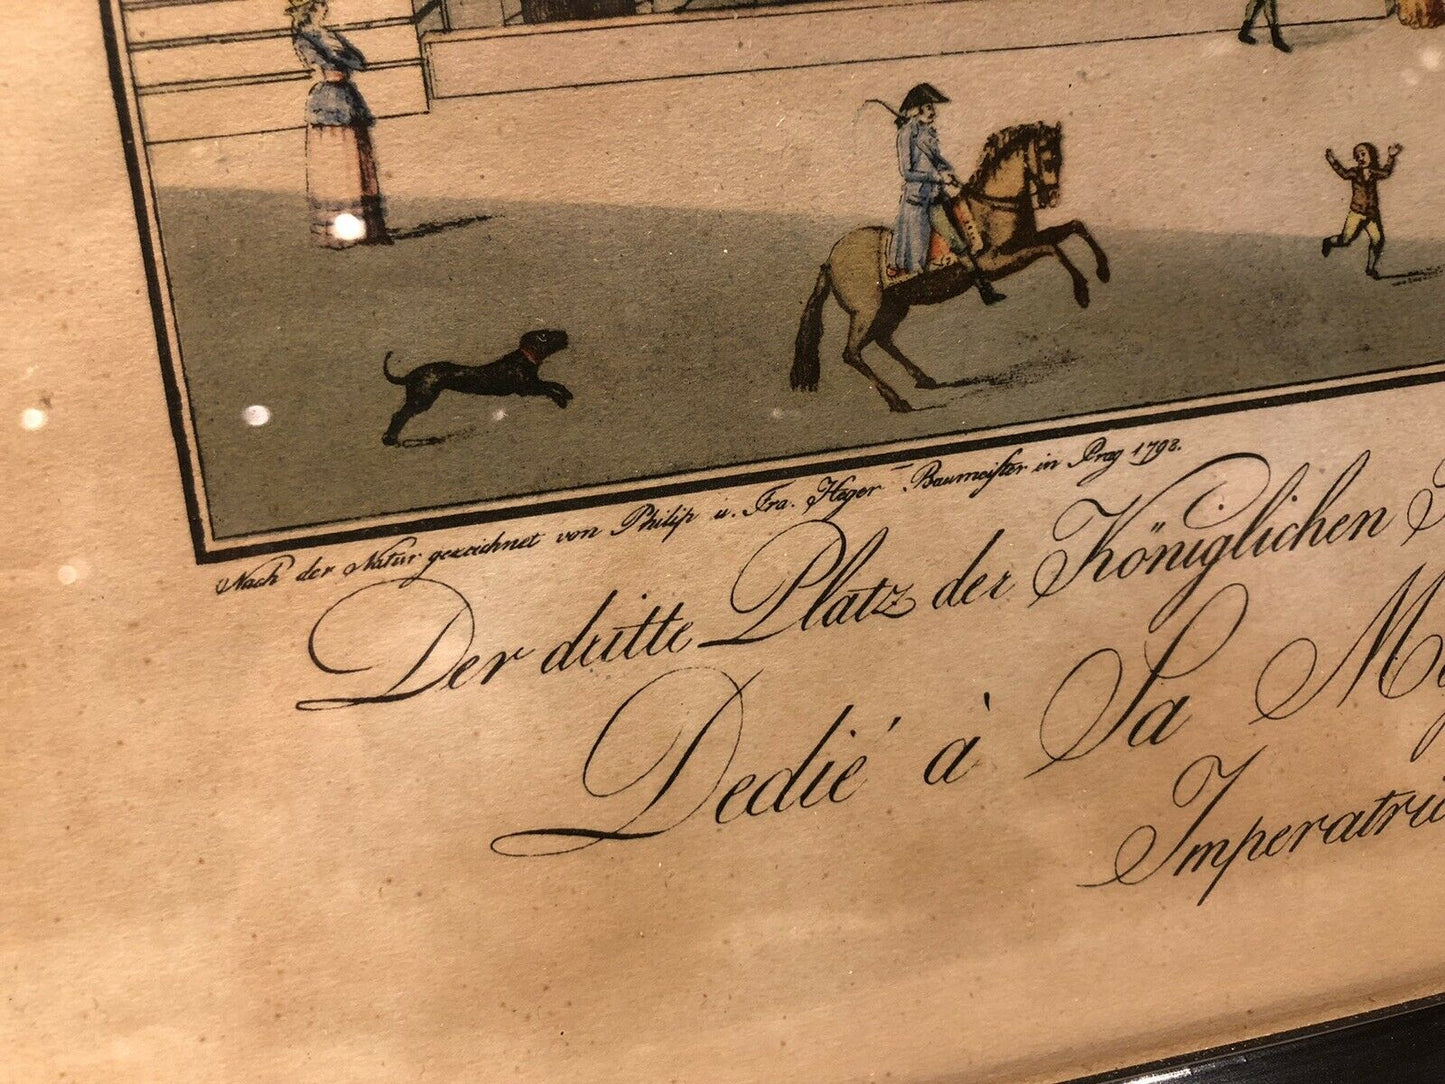 Nach der Natur gezeichnet von Philip u. Fra. Heger Baumeister in Prag 1792.
Der dritte Platz der Königlichen
Dedié à Sa
Imperatri